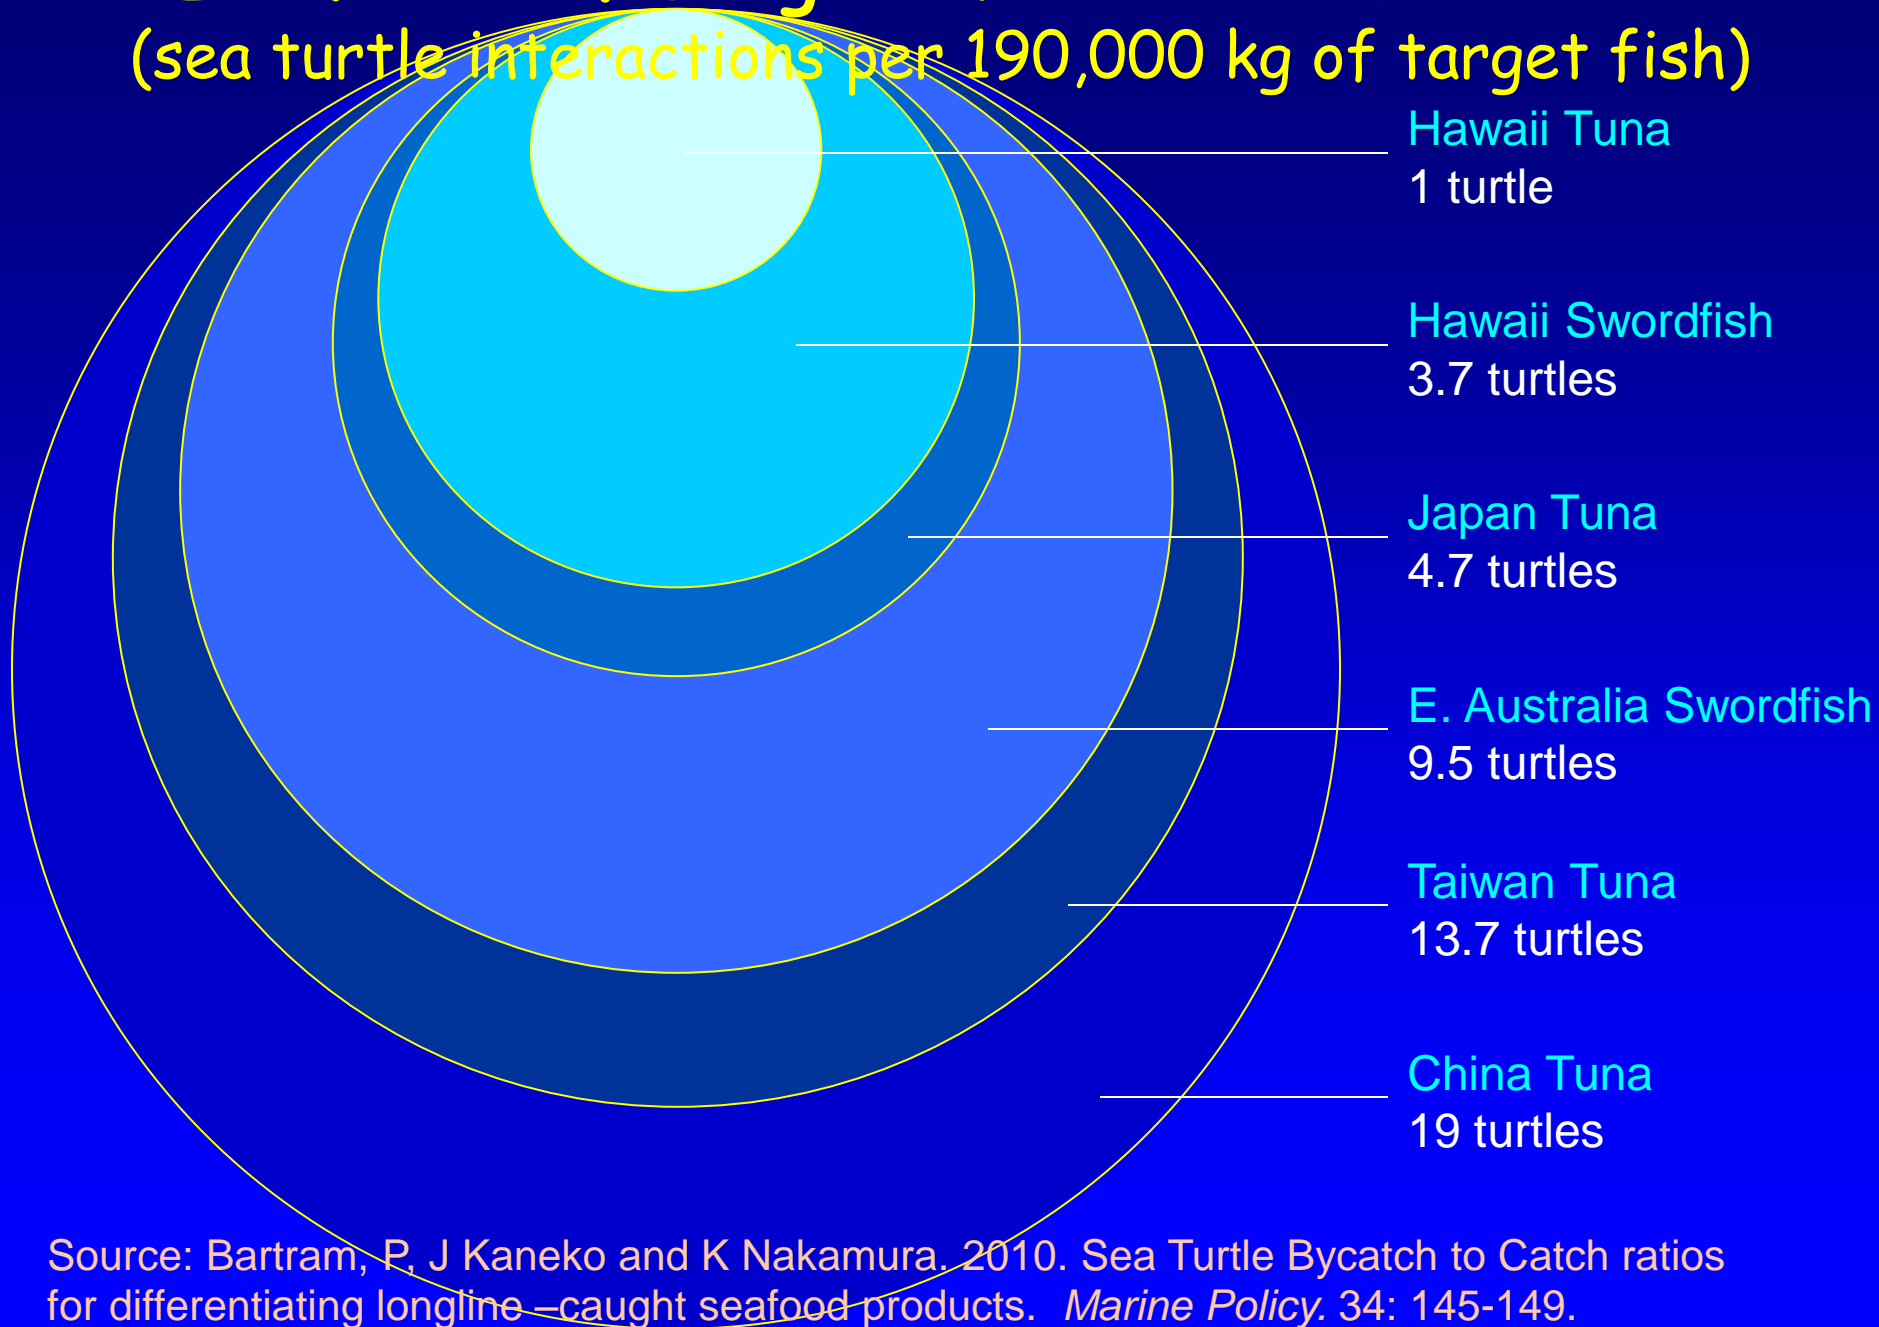 (sea turtle interactions per 190,000 kg of target fish)
Hawaii Tuna
1 turtle
Hawaii Swordfish
3.7 turtles
Japan Tuna
4.7 turtles
E. Australia Swordfish
9.5 turtles
Taiwan Tuna
13.7 turtles
China Tuna
19 turtles
Source: Bartram, P, J Kaneko and K Nakamura. 2010. Sea Turtle Bycatch to Catch ratios
for differentiating longline –caught seafood products. Marine Policy. 34: 145-149.